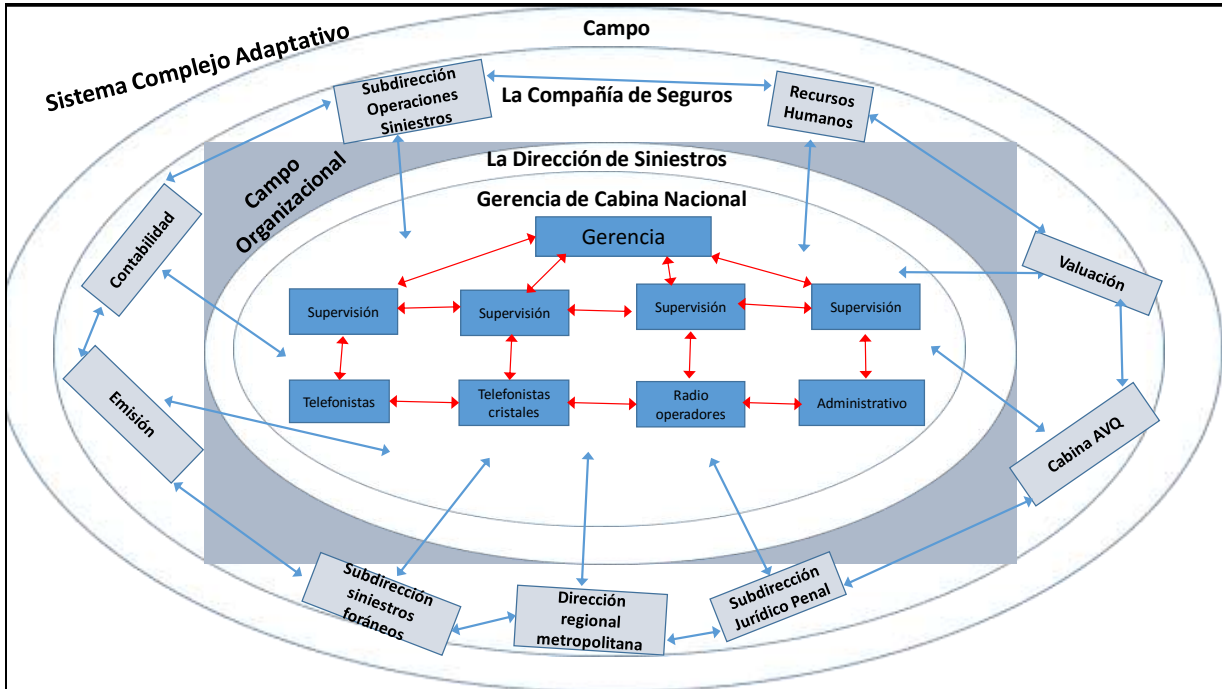 Sistema Complejo Adaptativo
Campo
Subdirección
Operaciones
Siniestros
La Compañía de Seguros
Recursos
Humanos
Campo
Organizacional
La Dirección de Siniestros
Gerencia de Cabina Nacional
Gerencia
Contabilidad
Valuación
Supervisión
Supervisión
Supervisión
Supervisión
Telefonistas
Telefonistas
cristales
Radio
operadores
Administrativo
Emisión
Cabina AVQ
Subdirección
siniestros
foráneos
Dirección
regional
metropolitana
Subdirección
Jurídico Penal